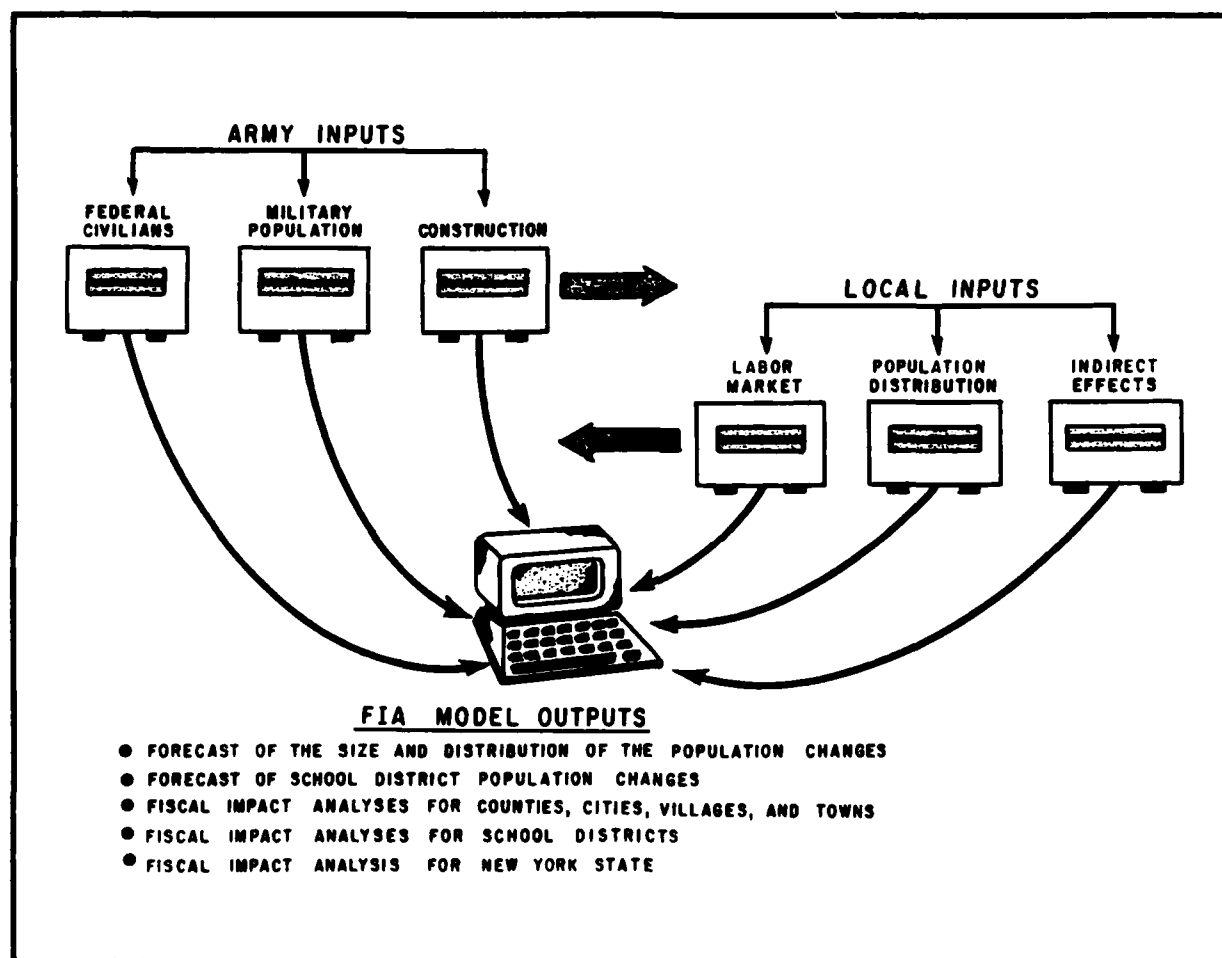 ARMY INPUTS
FEDERAL
CIVILIANS
MILITARY
POPULATION
CONSTRUCTION
LOCAL INPUTS
LABOR
MARKET
POPULATION
DISTRIBUTION
INDIRECT
EFFECTS
FIA MODEL OUTPUTS
● FORECAST OF THE SIZE AND DISTRIBUTION OF THE POPULATION CHANGES
● FORECAST OF SCHOOL DISTRICT POPULATION CHANGES
● FISCAL IMPACT ANALYSES FOR COUNTIES, CITIES, VILLAGES, AND TOWNS
● FISCAL IMPACT ANALYSES FOR SCHOOL DISTRICTS
● FISCAL IMPACT ANALYSIS FOR NEW YORK STATE